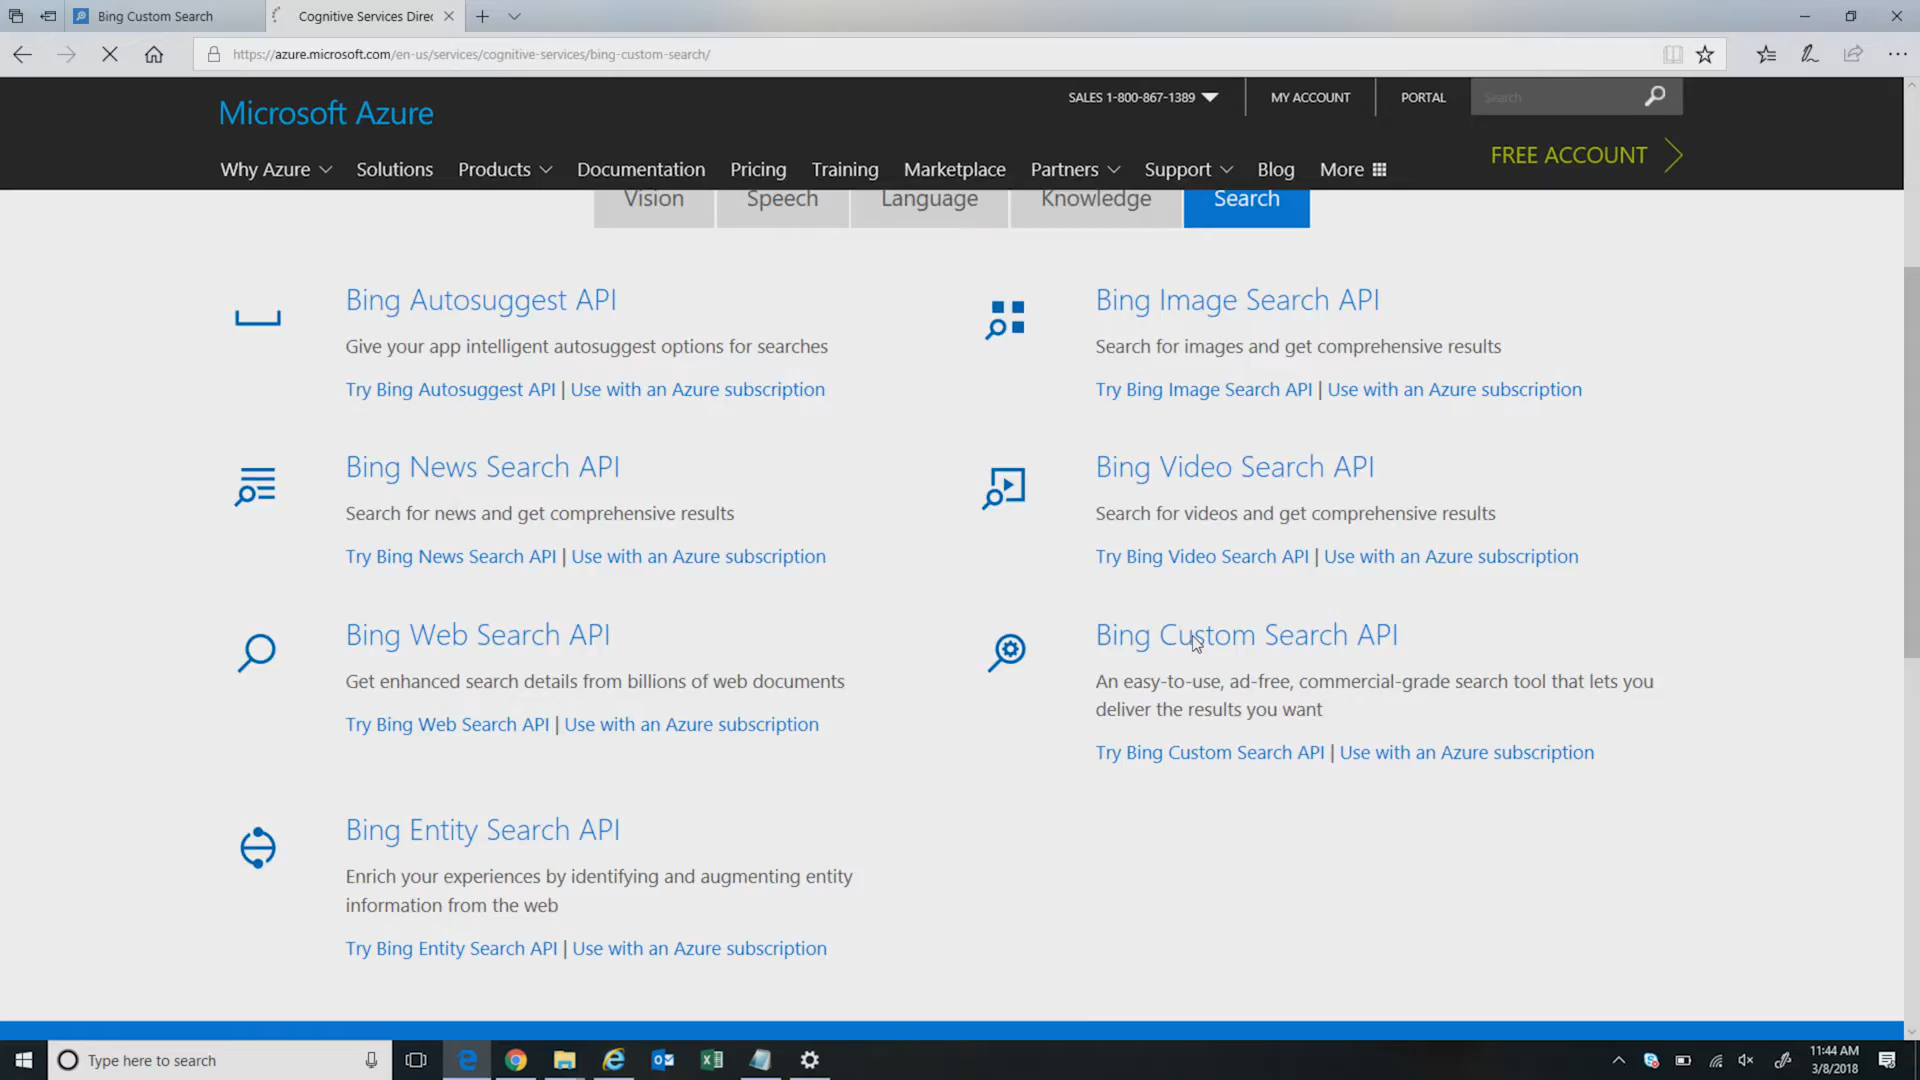 Bing Custom Search
Cognitive Services Direc
https://azure.microsoft.com/en-us/services/cognitive-services/bing-custom-search/
Microsoft Azure
SALES 1-800-867-1389
MY ACCOUNT
PORTAL
Search
FREE ACCOUNT
Why Azure
Solutions
Products
Documentation
Pricing
Training
Marketplace
Partners
Support
Blog
More
Vision
Speech
Language
Knowledge
Search
Bing Autosuggest API
Give your app intelligent autosuggest options for searches
Try Bing Autosuggest API | Use with an Azure subscription
Bing Image Search API
Search for images and get comprehensive results
Try Bing Image Search API | Use with an Azure subscription
Bing News Search API
Search for news and get comprehensive results
Try Bing News Search API | Use with an Azure subscription
Bing Video Search API
Search for videos and get comprehensive results
Try Bing Video Search API | Use with an Azure subscription
Bing Web Search API
Get enhanced search details from billions of web documents
Try Bing Web Search API | Use with an Azure subscription
Bing Custom Search API
An easy-to-use, ad-free, commercial-grade search tool that lets you
deliver the results you want
Try Bing Custom Search API | Use with an Azure subscription
Bing Entity Search API
Enrich your experiences by identifying and augmenting entity
information from the web
Try Bing Entity Search API | Use with an Azure subscription
Type here to search
11:44 AM
3/8/2018